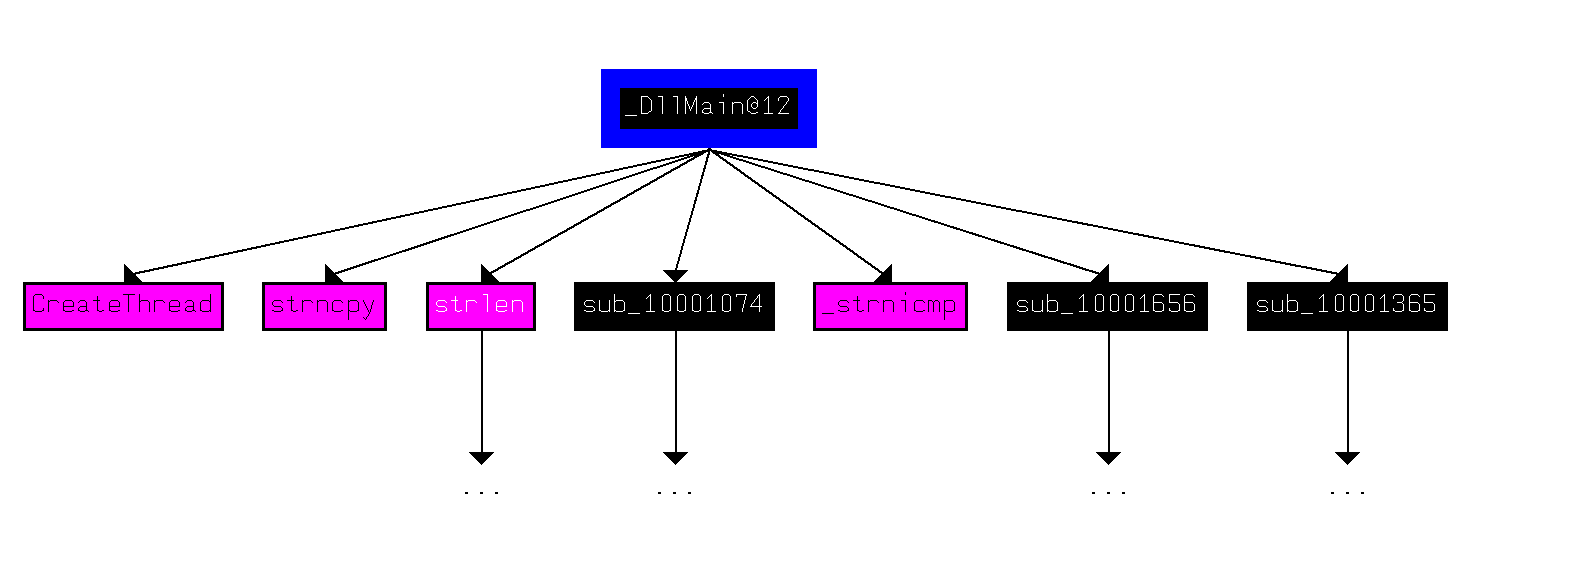 _DllMain@12
CreateThread strncpy strlen sub_10001074 _strnicmp sub_10001656 sub_10001365
... ... ... ...